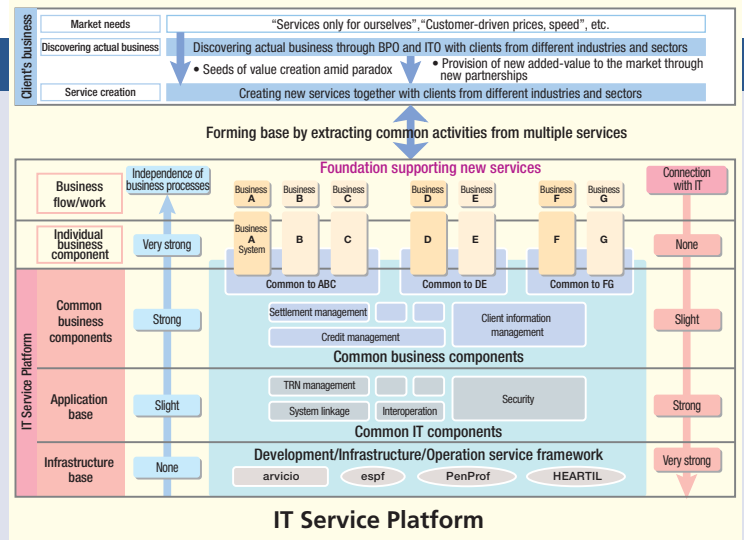 Client's business
Market needs
"Services only for ourselves", "Customer-driven prices, speed", etc.
Discovering actual business
Discovering actual business through BPO and ITO with clients from different industries and sectors
• Seeds of value creation amid paradox
• Provision of new added-value to the market through
new partnerships
Service creation
Creating new services together with clients from different industries and sectors
Forming base by extracting common activities from multiple services
Foundation supporting new services
Business
flow/work
Independence of
business processes
Business
A
Business
B
Business
C
Business
D
Business
E
Business
F
Business
G
Connection
with IT
Individual
business
component
Very strong
Business
A
System
B
C
D
E
F
G
None
Common to ABC
Common to DE
Common to FG
IT Service Platform
Common
business
components
Strong
Settlement management
Credit management
Client information
management
Slight
Common business components
Application
base
Slight
TRN management
System linkage
Interoperation
Security
Strong
Common IT components
Infrastructure
base
None
Development/Infrastructure/Operation service framework
arvicio
espf
PenProf
HEARTIL
Very strong
IT Service Platform